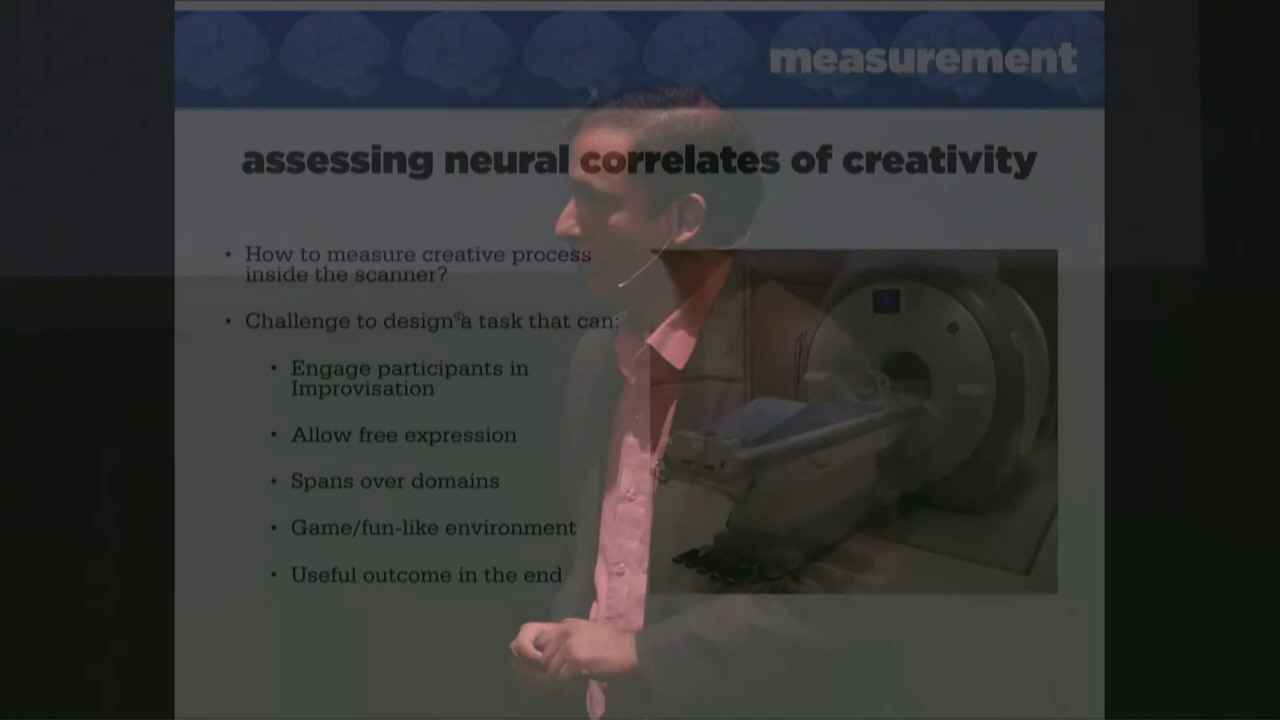 measurement
assessing neural correlates of creativity
• How to measure creative process
inside the scanner?
• Challenge to design a task that can:
• Engage participants in
Improvisation
• Allow free expression
• Spans over domains
• Game/fun-like environment
• Useful outcome in the end